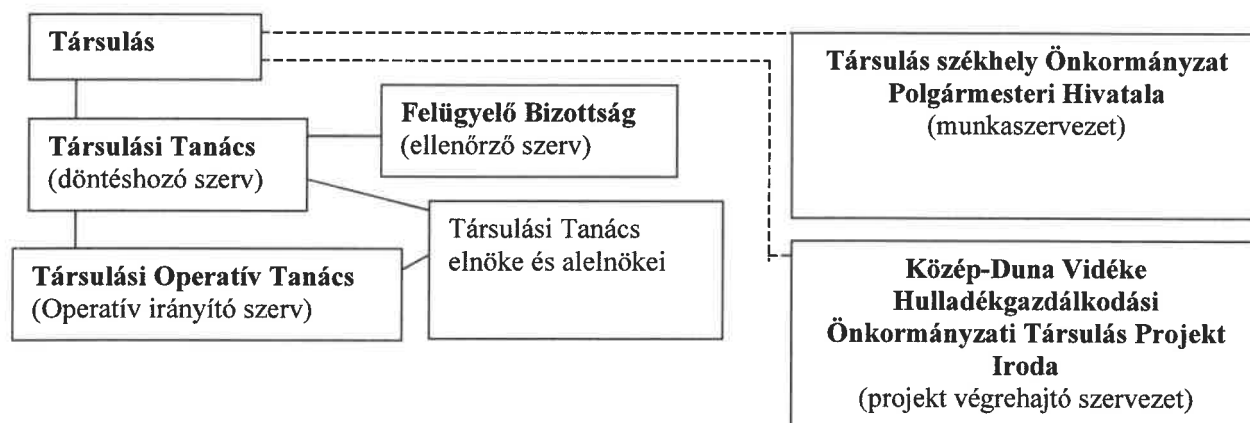 Társulás
Társulási Tanács
(döntéshozó szerv)
Társulási Operatív Tanács
(Operatív irányító szerv)
Felügyelő Bizottság
(ellenőrző szerv)
Társulási Tanács
elnöke és alelnökei
Társulás székhely Önkormányzat
Polgármesteri Hivatala
(munkaszervezet)
Közép-Duna Vidéke
Hulladékgazdálkodási
Önkormányzati Társulás Projekt
Iroda
(projekt végrehajtó szervezet)